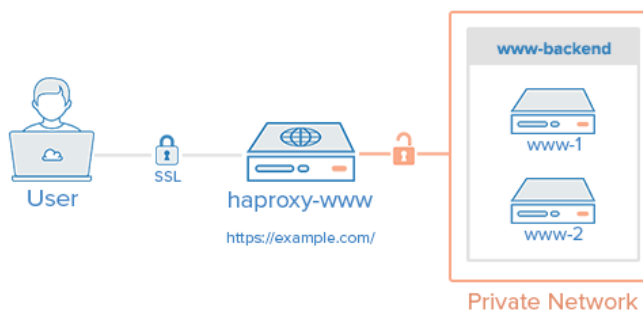 www-backend
www-1
www-2
SSL
User
haproxy-www
https://example.com/
Private Network